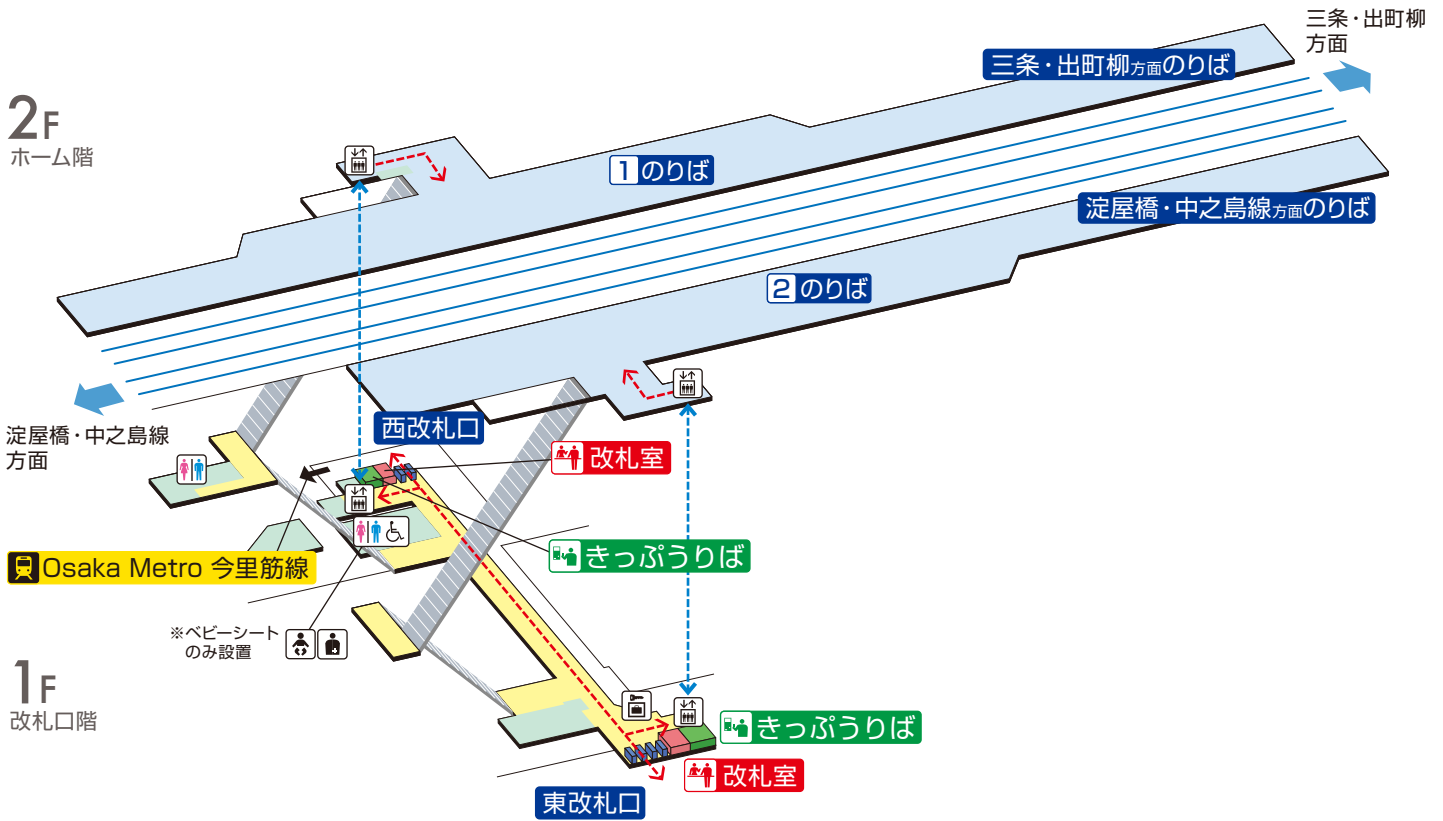 三条・出町柳
方面
三条・出町柳方面のりば
2F
ホーム階
1 のりば
淀屋橋・中之島線方面のりば
2 のりば
淀屋橋・中之島線
方面
西改札口
改札室
きっぷうりば
Osaka Metro 今里筋線
※ベビーシート
のみ設置
1F
改札口階
きっぷうりば
改札室
東改札口